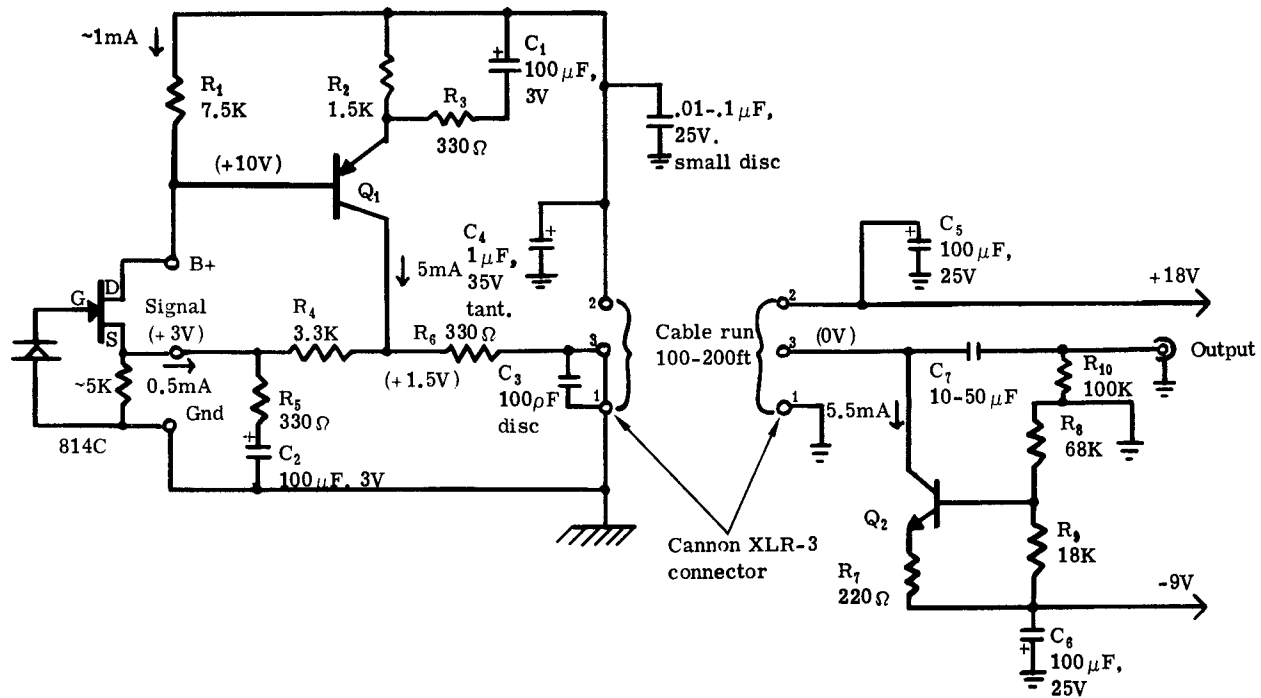 ~1mA
R1
7.5K
R2
1.5K
R3
330Ω
+
C1
100μF,
3V
.01-.1μF,
25V.
small disc
(+10V)
Q1
B+
G
D
S
Signal
(+3V)
~5K
0.5mA
Gnd
814C
R4
3.3K
5mA
C4
+
1μF,
35V
tant.
R5
330Ω
+
C2
100μF. 3V
(+1.5V)
R6 330Ω
C3
100ρF
disc
2
3
1
Cable run
100-200ft
2
3
1
(0V)
+
C5
100μF,
25V
+18V
Output
C7
10-50μF
R10
100K
5.5mA
R8
68K
Q2
R9
18K
R7
220Ω
-9V
+
C6
100μF,
25V
Cannon XLR-3
connector